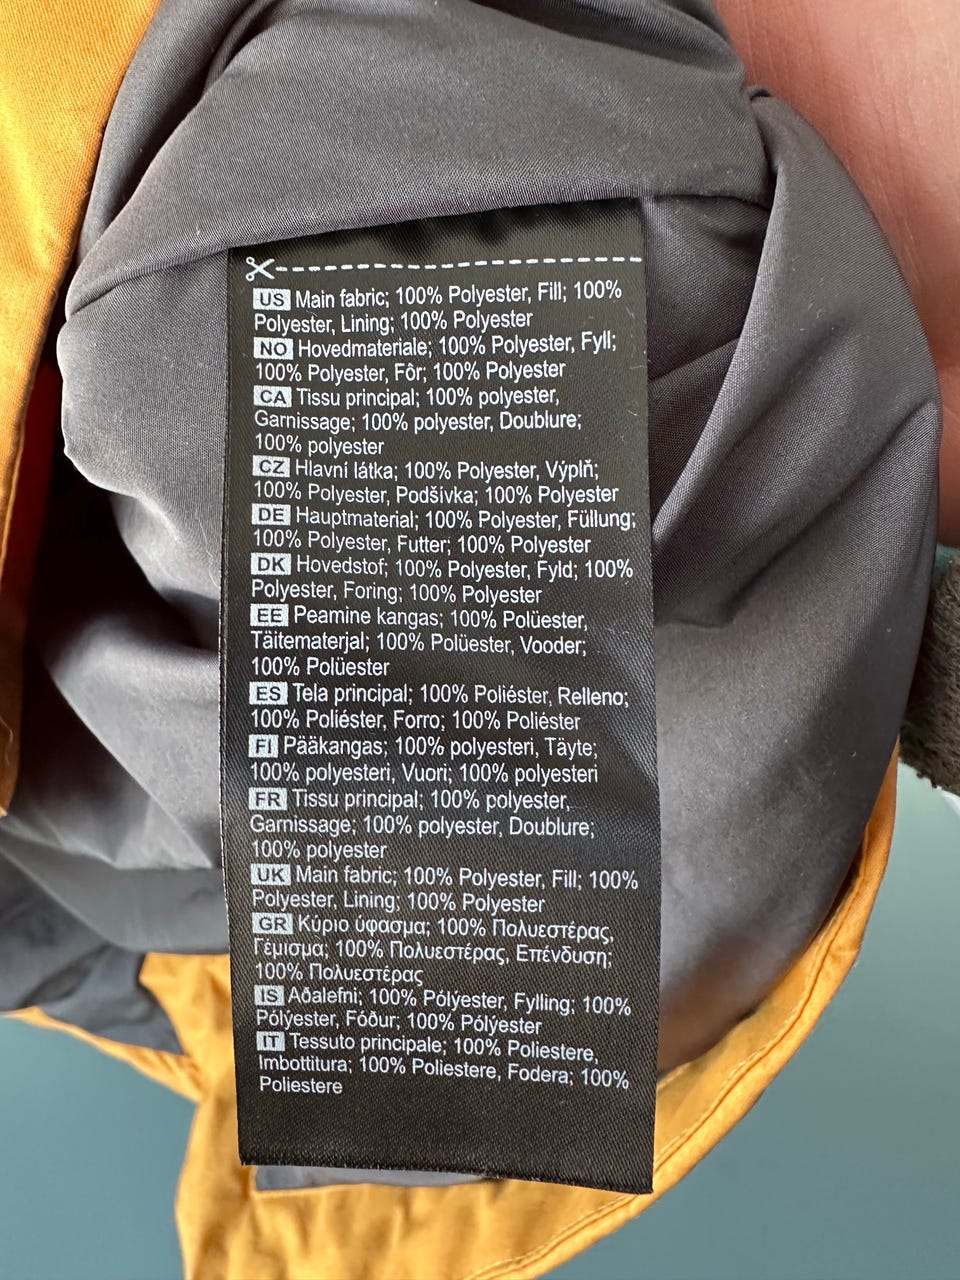 US Main fabric; 100% Polyester, Fill; 100%
Polyester, Lining; 100% Polyester
NO Hovedmateriale; 100% Polyester, Fyll;
100% Polyester, Fôr; 100% Polyester
CA Tissu principal; 100% polyester,
Garnissage; 100% polyester, Doublure;
100% polyester
CZ Hlavní látka; 100% Polyester, Výplň;
100% Polyester, Podšívka; 100% Polyester
DE Hauptmaterial; 100% Polyester, Füllung;
100% Polyester, Futter; 100% Polyester
DK Hovedstof; 100% Polyester, Fyld; 100%
Polyester, Foring; 100% Polyester
EE Peamine kangas; 100% Polüester,
Täitematerjal; 100% Polüester, Vooder;
100% Polüester
ES Tela principal; 100% Poliéster, Relleno;
100% Poliéster, Forro; 100% Poliéster
FI Pääkangas; 100% polyesteri, Täyte;
100% polyesteri, Vuori; 100% polyesteri
FR Tissu principal; 100% polyester,
Garnissage; 100% polyester, Doublure;
100% polyester
UK Main fabric; 100% Polyester, Fill; 100%
Polyester, Lining; 100% Polyester
GR Κύριο ύφασμα; 100% Πολυεστέρας,
Γέμισμα; 100% Πολυεστέρας, Επένδυση;
100% Πολυεστέρας
IS Aðalefni; 100% Pólýester, Fylling; 100%
Pólýester, Fóður; 100% Pólýester
IT Tessuto principale; 100% Poliestere,
Imbottitura; 100% Poliestere, Fodera; 100%
Poliestere